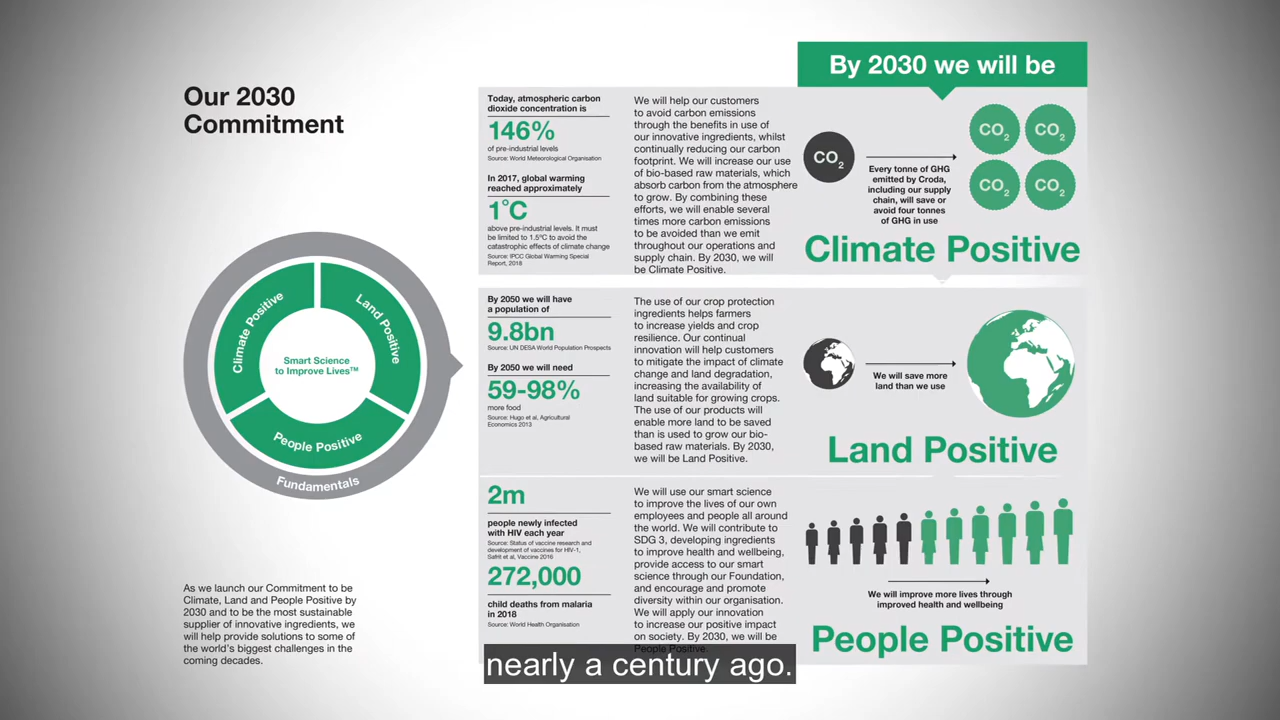 Our 2030
Commitment
Climate Positive
Land Positive
People Positive
Smart Science
to Improve Lives™
Fundamentals
As we launch our Commitment to be
Climate, Land and People Positive by
2030 and to be the most sustainable
supplier of innovative ingredients, we
will help provide solutions to some of
the world's biggest challenges in the
coming decades.
By 2030 we will be
Today, atmospheric carbon
dioxide concentration is
146%
of pre-industrial levels
Source: World Meteorological Organisation
In 2017, global warming
reached approximately
1°C
above pre-industrial levels. It must
be limited to 1.5ºC to avoid the
catastrophic effects of climate change
Source: IPCC Global Warming Special
Report, 2018
We will help our customers
to avoid carbon emissions
through the benefits in use of
our innovative ingredients, whilst
continually reducing our carbon
footprint. We will increase our use
of bio-based raw materials, which
absorb carbon from the atmosphere
to grow. By combining these
efforts, we will enable several
times more carbon emissions
to be avoided than we emit
throughout our operations and
supply chain. By 2030, we will
be Climate Positive.
CO2
Every tonne of GHG
emitted by Croda,
including our supply
chain, will save or
avoid four tonnes
of GHG in use
CO2 CO2
CO2 CO2
Climate Positive
By 2050 we will have
a population of
9.8bn
Source: UN DESA World Population Prospects
By 2050 we will need
59-98%
more food
Source: Hugo et al, Agricultural
Economics 2013
The use of our crop protection
ingredients helps farmers
to increase yields and crop
resilience. Our continual
innovation will help customers
to mitigate the impact of climate
change and land degradation,
increasing the availability of
land suitable for growing crops.
The use of our products will
enable more land to be saved
than is used to grow our bio-
based raw materials. By 2030,
we will be Land Positive.
We will save more
land than we use
Land Positive
2m
people newly infected
with HIV each year
Source: Status of vaccine research and
development of vaccines for HIV-1,
Safrit et al, Vaccine 2016
272,000
child deaths from malaria
in 2018
Source: World Health Organisation
We will use our smart science
to improve the lives of our own
employees and people all around
the world. We will contribute to
SDG 3, developing ingredients
to improve health and wellbeing,
provide access to our smart
science through our Foundation,
and encourage and promote
diversity within our organisation.
We will apply our innovation
to increase our positive impact
on society. By 2030, we will be
People Positive.
We will improve more lives through
improved health and wellbeing
People Positive
nearly a century ago.